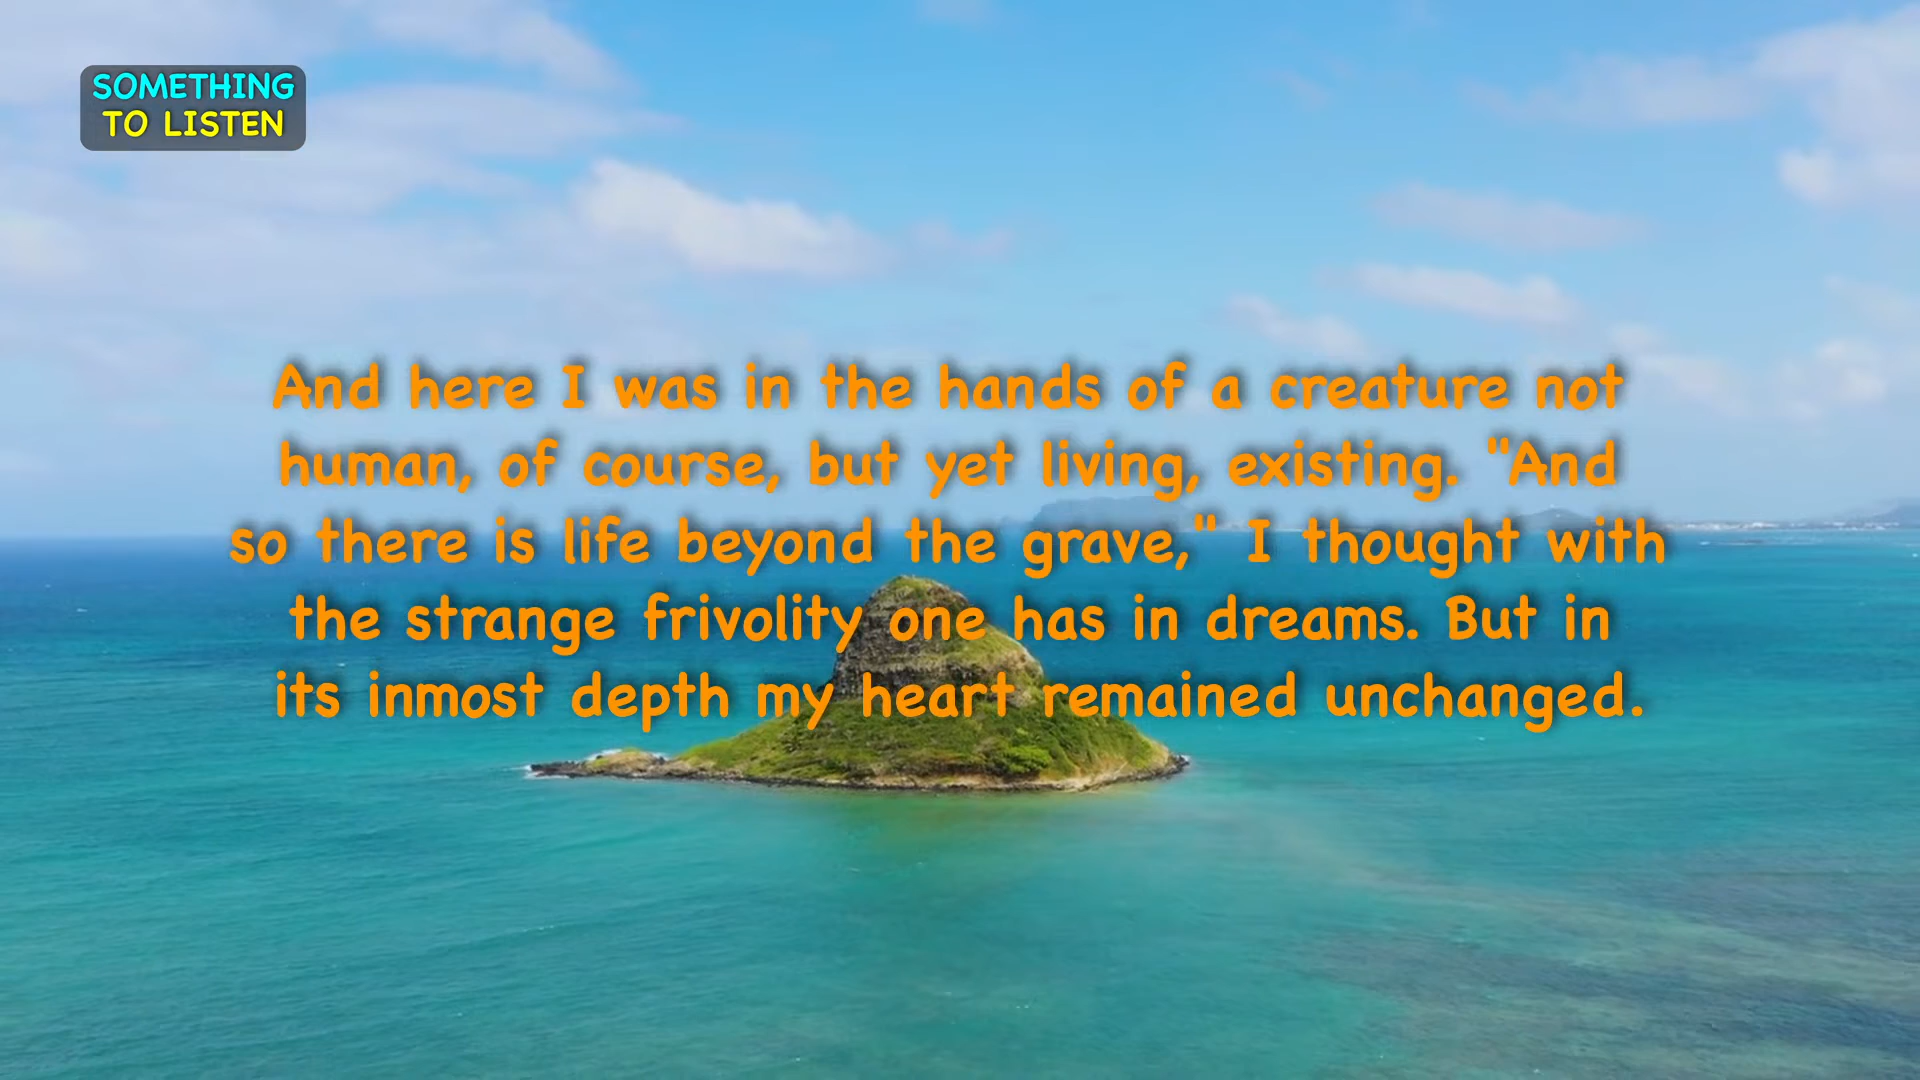 SOMETHING
TO LISTEN
And here I was in the hands of a creature not
human, of course, but yet living, existing. "And
so there is life beyond the grave," I thought with
the strange frivolity one has in dreams. But in
its inmost depth my heart remained unchanged.